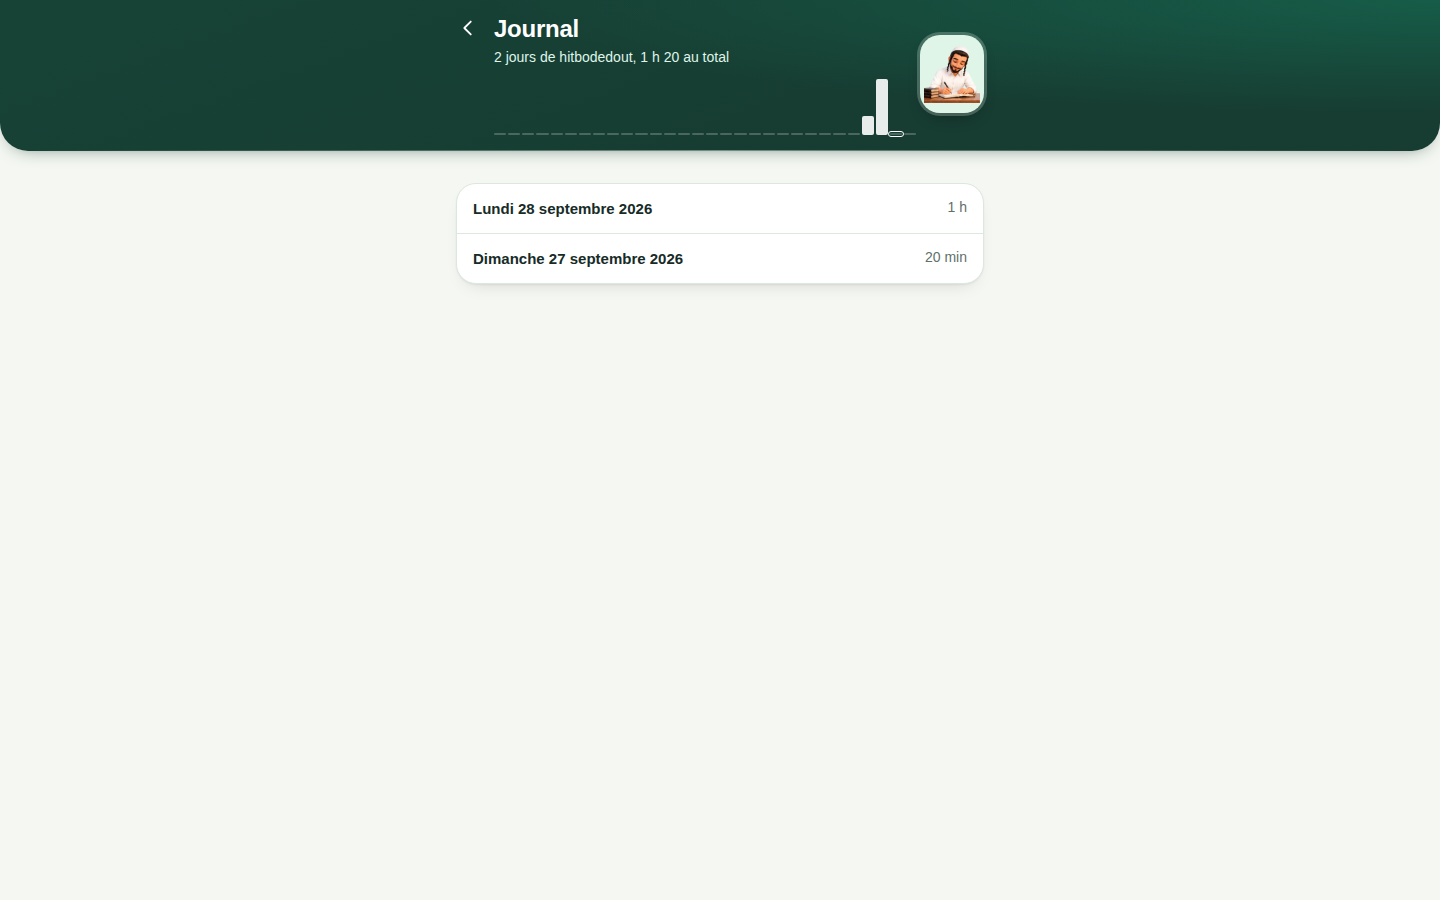 Journal
2 jours de hitbodedout, 1 h 20 au total
Lundi 28 septembre 2026
1 h
Dimanche 27 septembre 2026
20 min